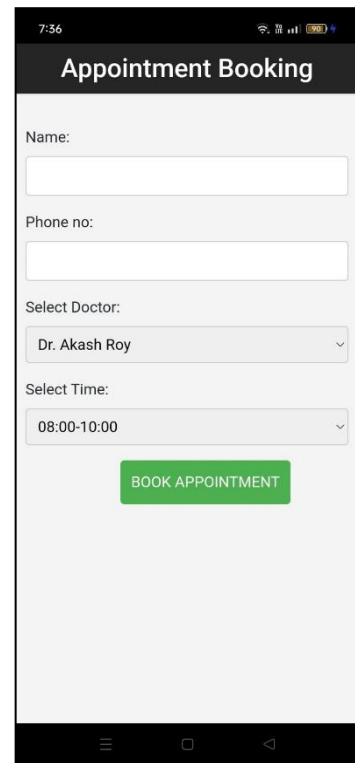 7:36
90
Appointment Booking
Name:
Phone no:
Select Doctor:
Dr. Akash Roy
Select Time:
08:00-10:00
BOOK APPOINTMENT